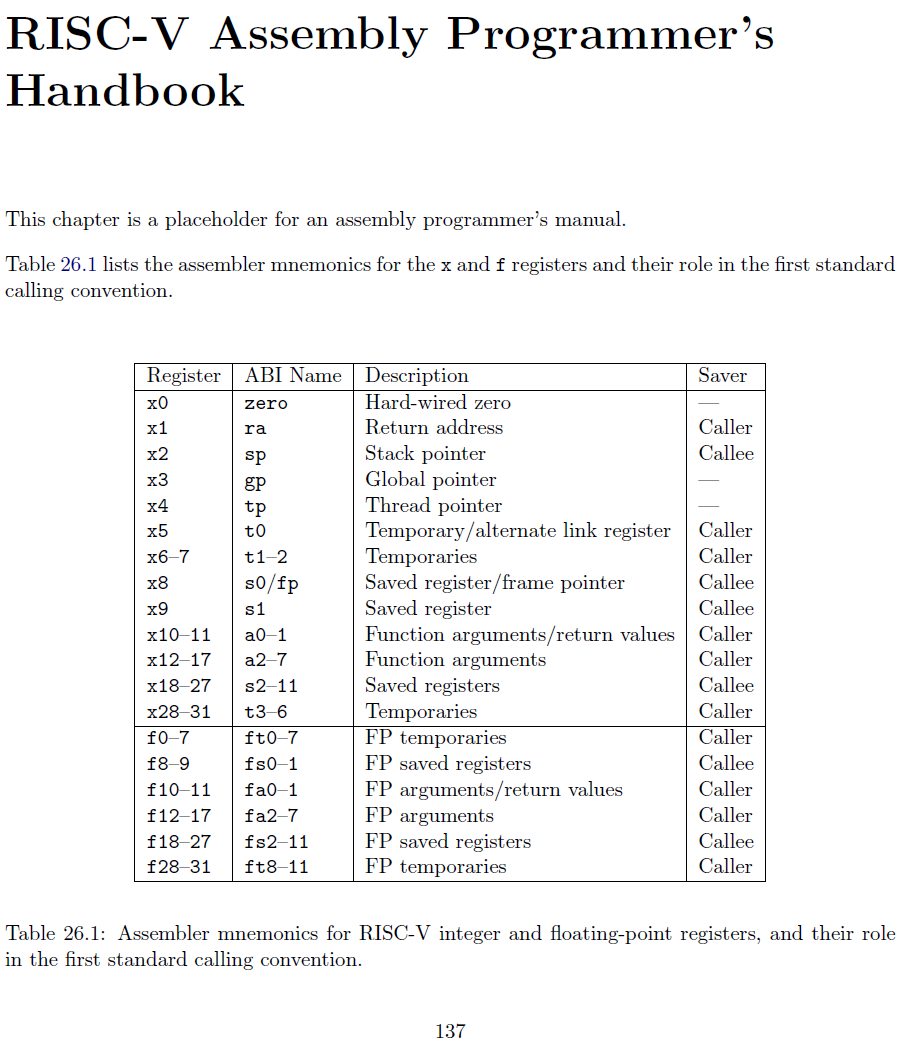 RISC-V Assembly Programmer's
Handbook
This chapter is a placeholder for an assembly programmer's manual.
Table 26.1 lists the assembler mnemonics for the x and f registers and their role in the first standard
calling convention.
Register ABI Name Description Saver
x0 zero Hard-wired zero —
x1 ra Return address Caller
x2 sp Stack pointer Callee
x3 gp Global pointer —
x4 tp Thread pointer —
x5 t0 Temporary/alternate link register Caller
x6–7 t1–2 Temporaries Caller
x8 s0/fp Saved register/frame pointer Callee
x9 s1 Saved register Callee
x10–11 a0–1 Function arguments/return values Caller
x12–17 a2–7 Function arguments Caller
x18–27 s2–11 Saved registers Callee
x28–31 t3–6 Temporaries Caller
f0–7 ft0–7 FP temporaries Caller
f8–9 fs0–1 FP saved registers Callee
f10–11 fa0–1 FP arguments/return values Caller
f12–17 fa2–7 FP arguments Caller
f18–27 fs2–11 FP saved registers Callee
f28–31 ft8–11 FP temporaries Caller
Table 26.1: Assembler mnemonics for RISC-V integer and floating-point registers, and their role
in the first standard calling convention.
137